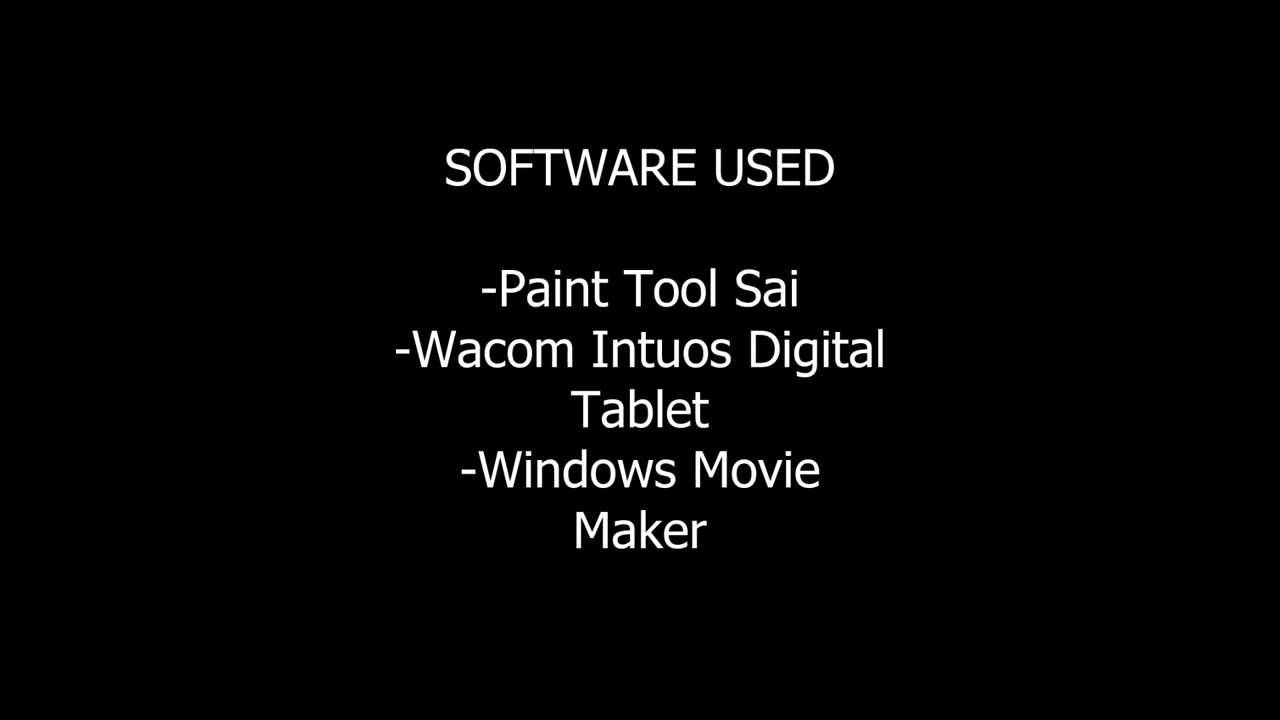 SOFTWARE USED
-Paint Tool Sai
-Wacom Intuos Digital
Tablet
-Windows Movie
Maker